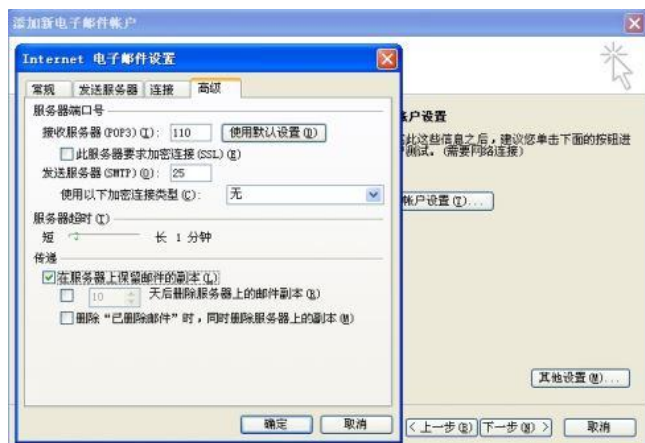 添加新电子邮件帐户
Internet 电子邮件设置
常规 发送服务器 连接 高级
服务器端口号
接收服务器(POP3)(I): 110 使用默认设置(D)
此服务器要求加密连接(SSL)(E)
发送服务器(SMTP)(O): 25
使用以下加密连接类型(C): 无
服务器超时(T)
短 长 1 分钟
传递
在服务器上保留邮件的副本(L)
10 天后删除服务器上的邮件副本(R)
删除“已删除邮件”时，同时删除服务器上的副本(M)
确定 取消
户设置
此这些信息之后，建议您单击下面的按钮进
户测试。(需要网络连接)
帐户设置(T)...
其他设置(M)...
< 上一步(B) 下一步(N) > 取消